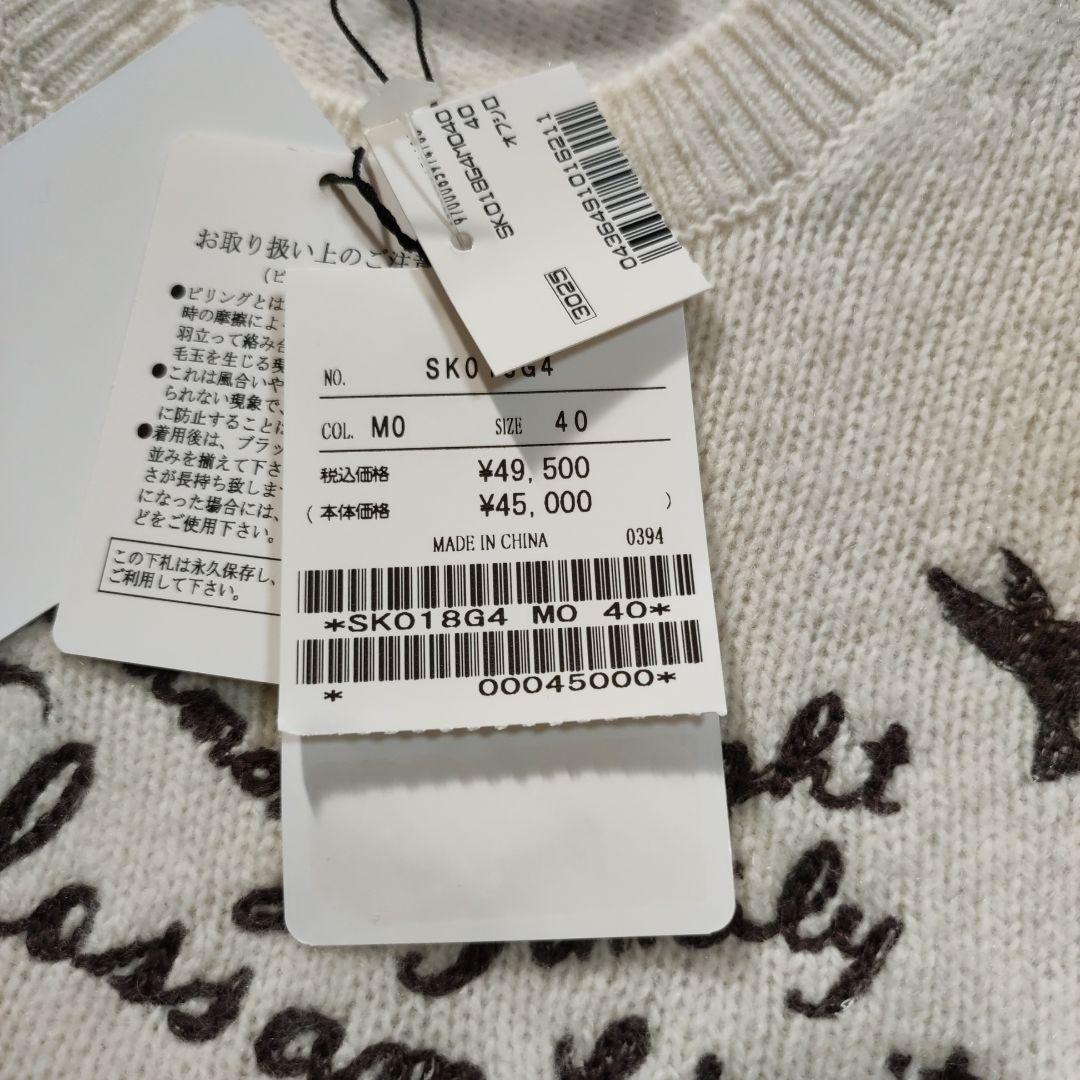 オフシロ
40
SK018G4M040
0436491015211
3025
お取り扱い上のご注意
（ピ
●ピリングとは
時の摩擦によ
羽立って絡み合
毛玉を生じる現
●これは風合いや
られない現象で、
に防止することは
●着用後は、ブラッ
並みを揃えて下さ
さが長持ち致しま
になった場合には、
どをご使用下さい。
この下札は永久保存し、
ご利用して下さい。
NO. SK018G4
COL. MO SIZE 40
税込価格 ¥49,500
(本体価格 ¥45,000 )
MADE IN CHINA 0394
*SK018G4 MO 40*
* 00045000*
ght